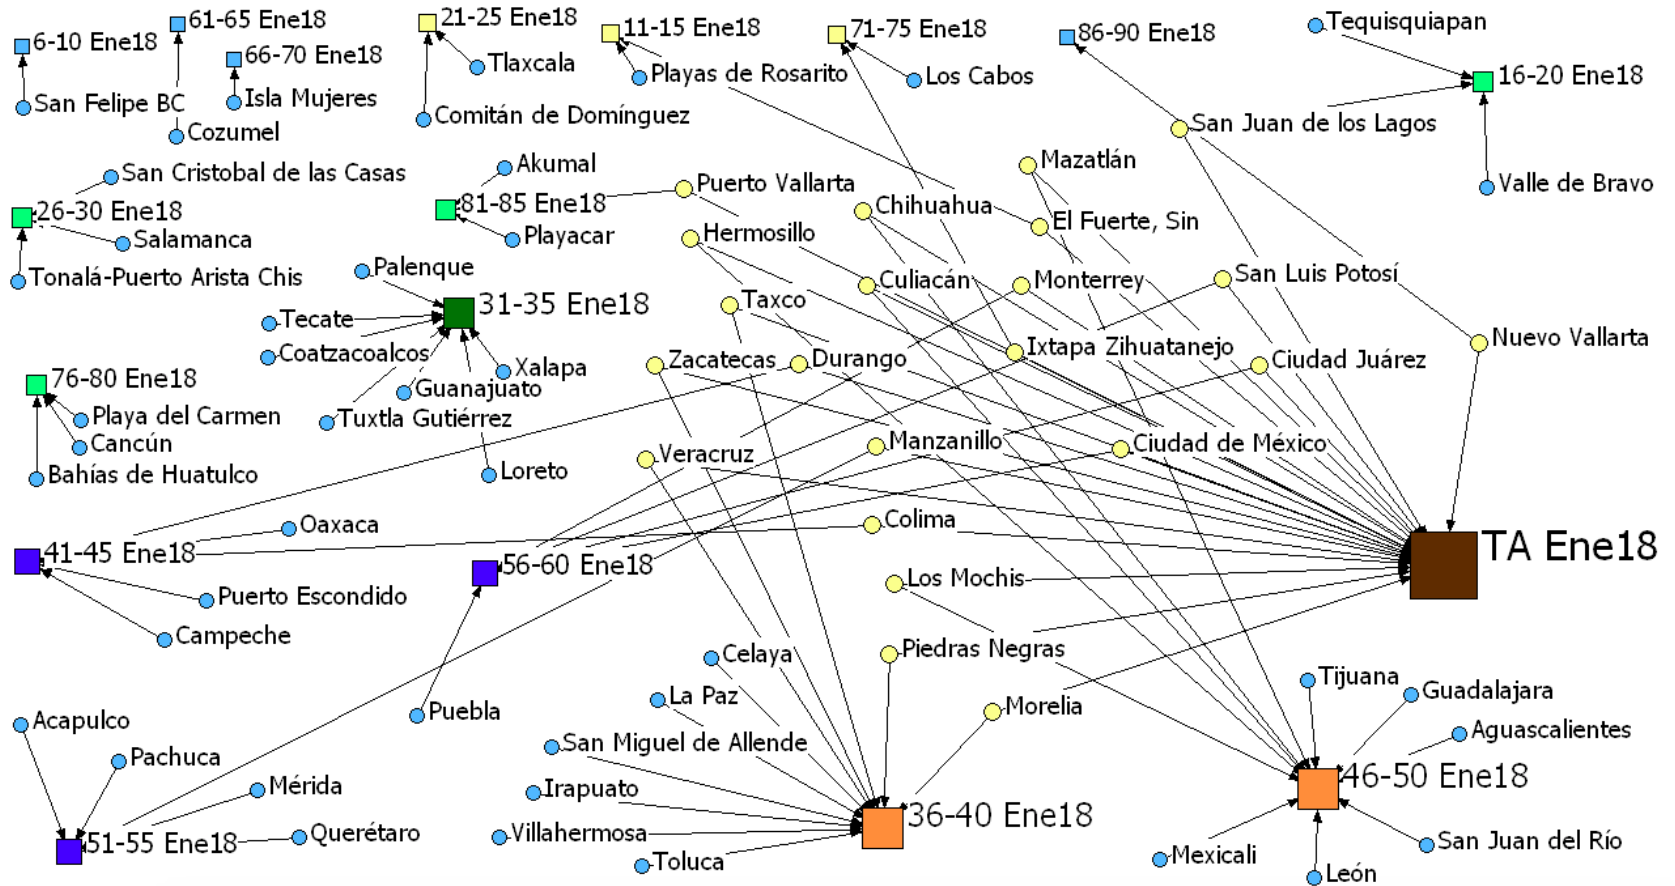 61-65 Ene18
21-25 Ene18
11-15 Ene18
71-75 Ene18
86-90 Ene18
Tequisquiapan
6-10 Ene18
66-70 Ene18
Tlaxcala
Playas de Rosarito
Los Cabos
16-20 Ene18
San Felipe BC
Isla Mujeres
Comitán de Domínguez
San Juan de los Lagos
Cozumel
Akumal
Mazatlán
San Cristobal de las Casas
Puerto Vallarta
Valle de Bravo
26-30 Ene18
81-85 Ene18
Chihuahua
El Fuerte, Sin
Salamanca
Playacar
Hermosillo
Tonalá-Puerto Arista Chis
Palenque
Culiacán
Monterrey
San Luis Potosí
31-35 Ene18
Taxco
Tecate
Coatzacoalcos
Ixtapa Zihuatanejo
Nuevo Vallarta
Xalapa
Zacatecas
Durango
Ciudad Juárez
76-80 Ene18
Guanajuato
Playa del Carmen
Tuxtla Gutiérrez
Cancún
Manzanillo
Ciudad de México
Bahías de Huatulco
Loreto
Veracruz
Oaxaca
Colima
TA Ene18
41-45 Ene18
56-60 Ene18
Los Mochis
Puerto Escondido
Campeche
Celaya
Piedras Negras
La Paz
Tijuana
Guadalajara
Acapulco
Puebla
Morelia
Aguascalientes
Pachuca
San Miguel de Allende
46-50 Ene18
Mérida
Irapuato
36-40 Ene18
51-55 Ene18
Querétaro
Villahermosa
San Juan del Río
Toluca
Mexicali
León